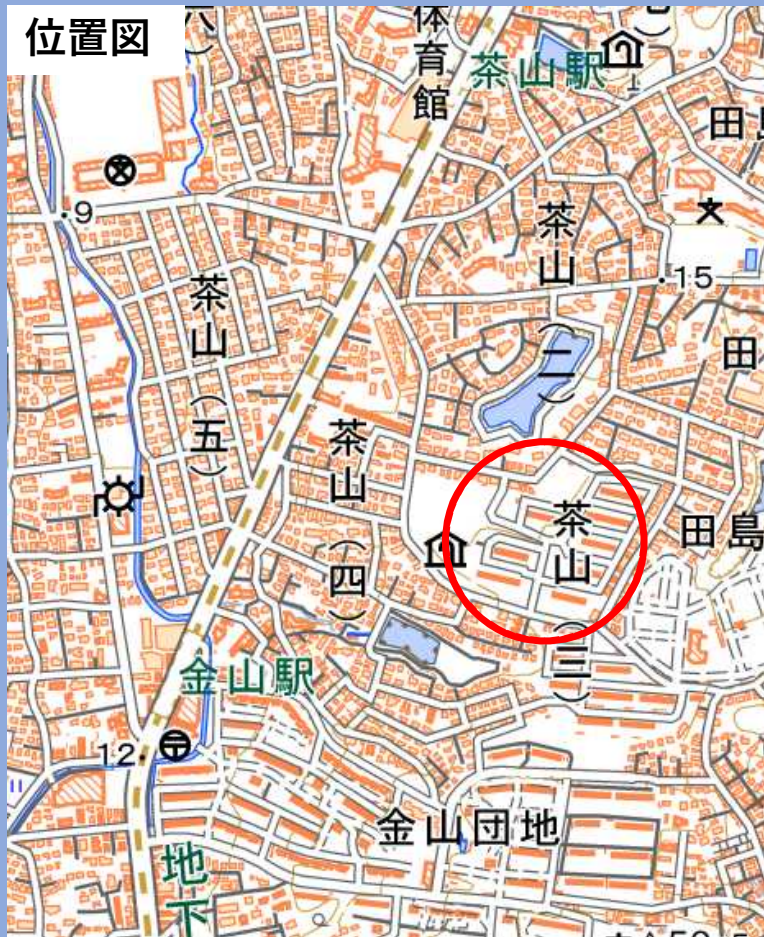 位置図
六)
体育館
茶山駅
田島
9
茶山(二)
15
茶山(五)
田
茶山(四)
茶山(三)
田島
金山駅
12
金山団地
地下